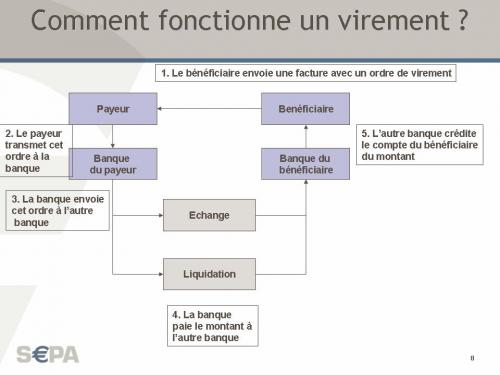 Comment fonctionne un virement ?
1. Le bénéficiaire envoie une facture avec un ordre de virement
Payeur
Benéficiaire
2. Le payeur
transmet cet
ordre à la
banque
Banque
du payeur
Banque du
bénéficiaire
5. L'autre banque crédite
le compte du bénéficiaire
du montant
3. La banque envoie
cet ordre à l'autre
banque
Echange
Liquidation
4. La banque
paie le montant à
l'autre banque
S€PA
8